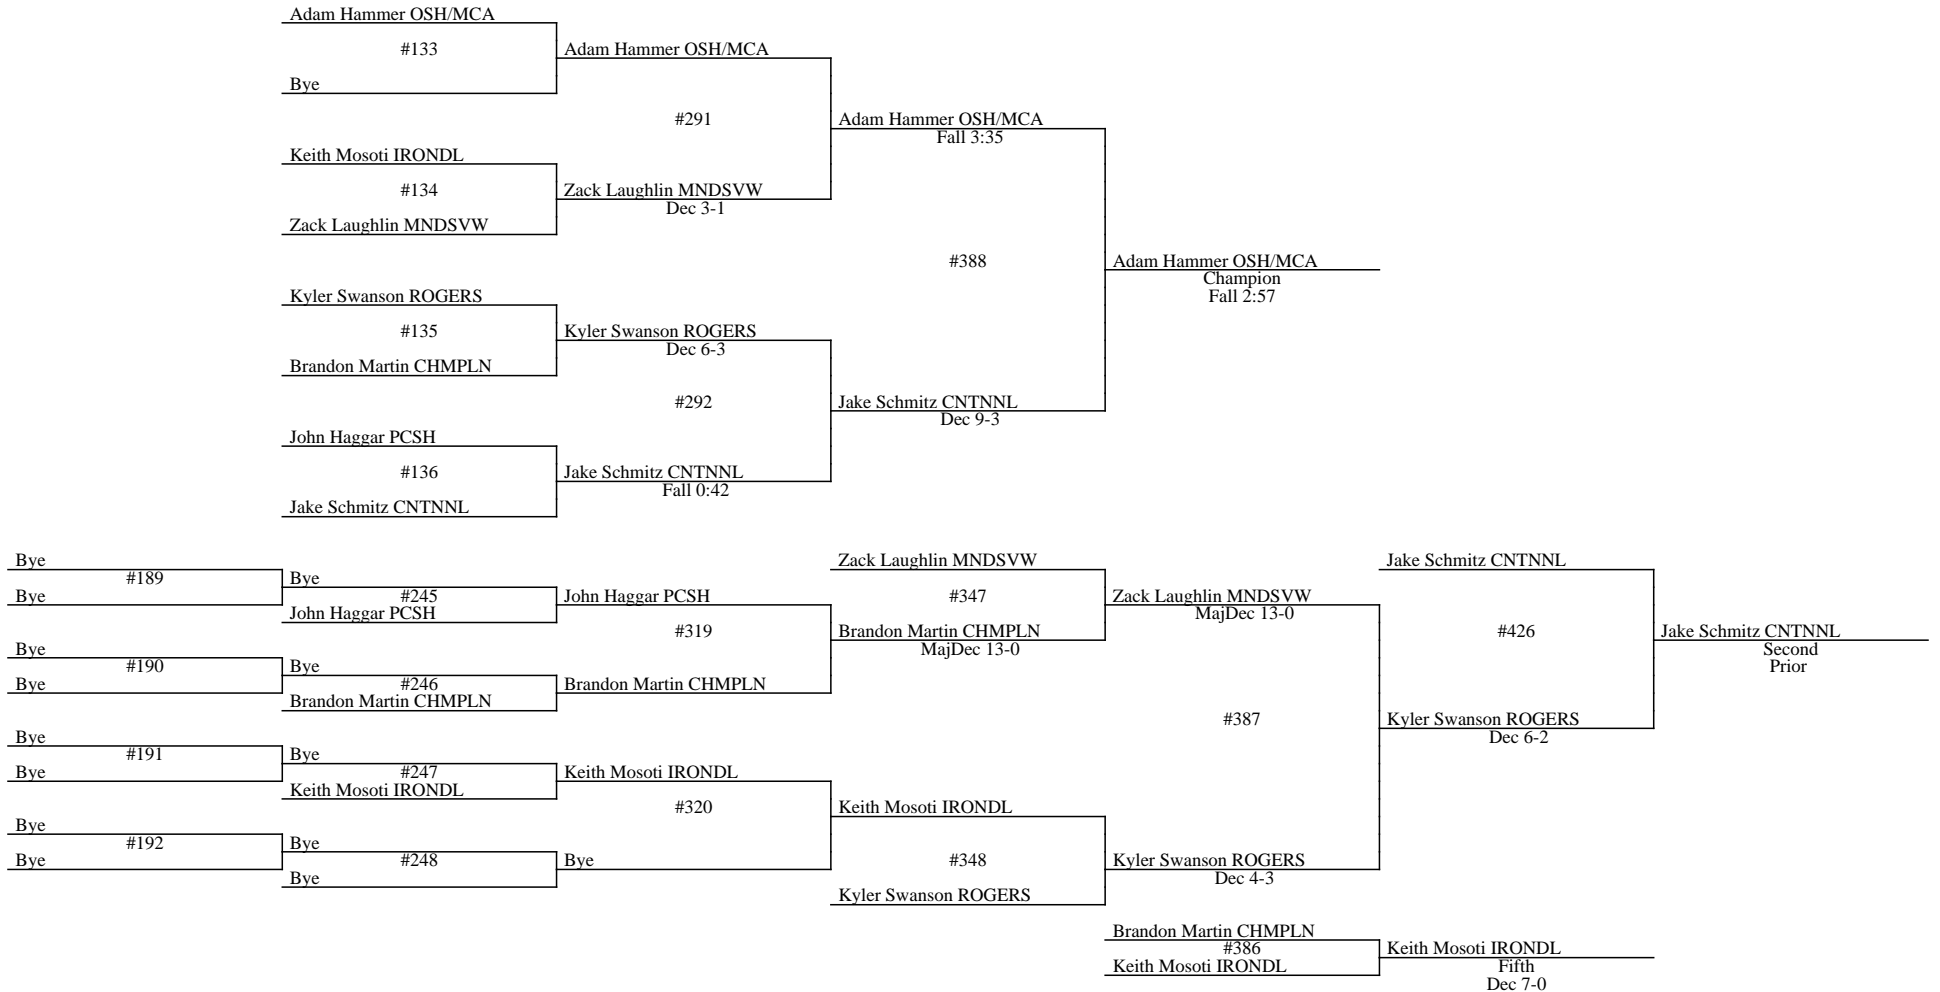 Adam Hammer OSH/MCA
#133
Bye
Adam Hammer OSH/MCA
#291
Keith Mosoti IRONDL
#134
Zack Laughlin MNDSVW
Zack Laughlin MNDSVW
Dec 3-1
Adam Hammer OSH/MCA
Fall 3:35
#388
Kyler Swanson ROGERS
#135
Brandon Martin CHMPLN
Kyler Swanson ROGERS
Dec 6-3
#292
John Haggar PCSH
#136
Jake Schmitz CNTNNL
Jake Schmitz CNTNNL
Fall 0:42
Jake Schmitz CNTNNL
Dec 9-3
Adam Hammer OSH/MCA
Champion
Fall 2:57
Bye
#189
Bye
Bye
#245
John Haggar PCSH
John Haggar PCSH
#319
Bye
#190
Bye
Bye
#246
Brandon Martin CHMPLN
Brandon Martin CHMPLN
Zack Laughlin MNDSVW
#347
Brandon Martin CHMPLN
MajDec 13-0
Zack Laughlin MNDSVW
MajDec 13-0
#387
Bye
#191
Bye
Bye
#247
Keith Mosoti IRONDL
Keith Mosoti IRONDL
#320
Bye
#192
Bye
Bye
#248
Bye
Bye
Keith Mosoti IRONDL
#348
Kyler Swanson ROGERS
Kyler Swanson ROGERS
Dec 4-3
Jake Schmitz CNTNNL
#426
Kyler Swanson ROGERS
Dec 6-2
Jake Schmitz CNTNNL
Second
Prior
Brandon Martin CHMPLN
#386
Keith Mosoti IRONDL
Keith Mosoti IRONDL
Fifth
Dec 7-0